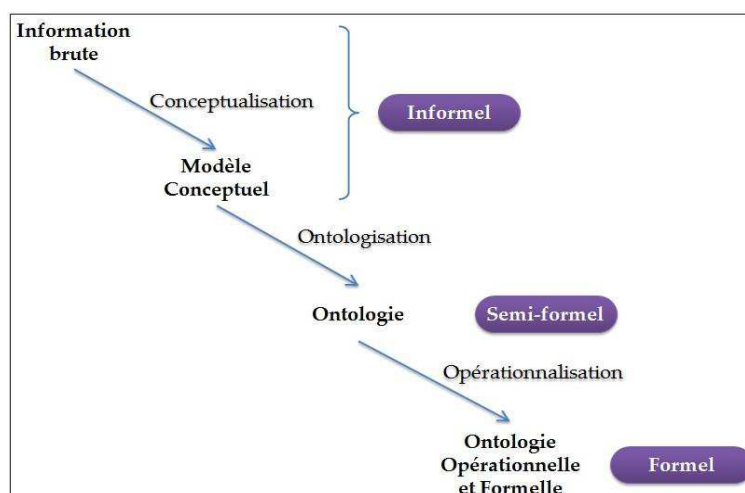 Information
brute
Conceptualisation
Informel
Modèle
Conceptuel
Ontologisation
Ontologie
Semi-formel
Opérationnalisation
Ontologie
Opérationnelle
et Formelle
Formel